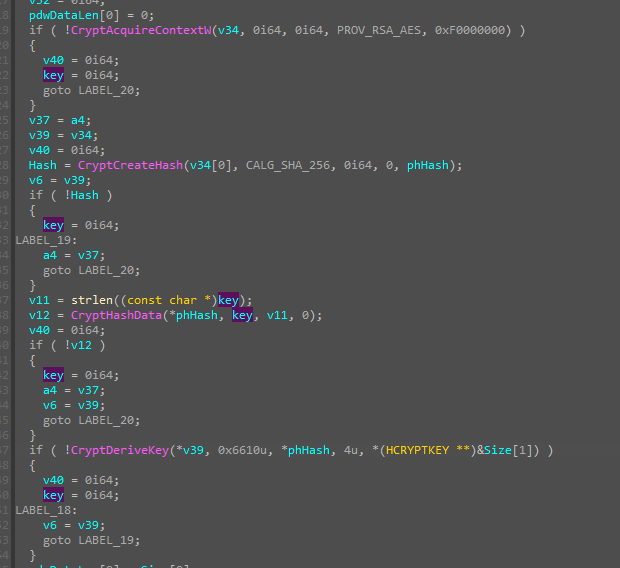 pdwDataLen[0] = 0;
if ( !CryptAcquireContextW(v34, 0i64, 0i64, PROV_RSA_AES, 0xF0000000) )
{
v40 = 0i64;
key = 0i64;
goto LABEL_20;
}
v37 = a4;
v39 = v34;
v40 = 0i64;
Hash = CryptCreateHash(v34[0], CALG_SHA_256, 0i64, 0, phHash);
v6 = v39;
if ( !Hash )
{
key = 0i64;
LABEL_19:
a4 = v37;
goto LABEL_20;
}
v11 = strlen((const char *)key);
v12 = CryptHashData(*phHash, key, v11, 0);
v40 = 0i64;
if ( !v12 )
{
key = 0i64;
a4 = v37;
v6 = v39;
goto LABEL_20;
}
if ( !CryptDeriveKey(*v39, 0x6610u, *phHash, 4u, *(HCRYPTKEY **)&Size[1]) )
{
v40 = 0i64;
key = 0i64;
LABEL_18:
v6 = v39;
goto LABEL_19;
}